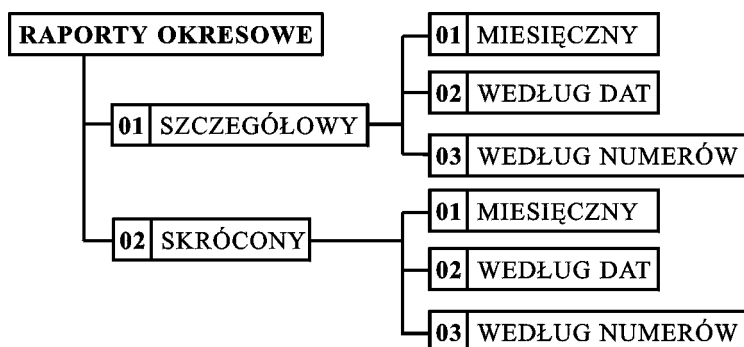 RAPORTY OKRESOWE
01 SZCZEGÓŁOWY
01 MIESIĘCZNY
02 WEDŁUG DAT
03 WEDŁUG NUMERÓW
02 SKRÓCONY
01 MIESIĘCZNY
02 WEDŁUG DAT
03 WEDŁUG NUMERÓW